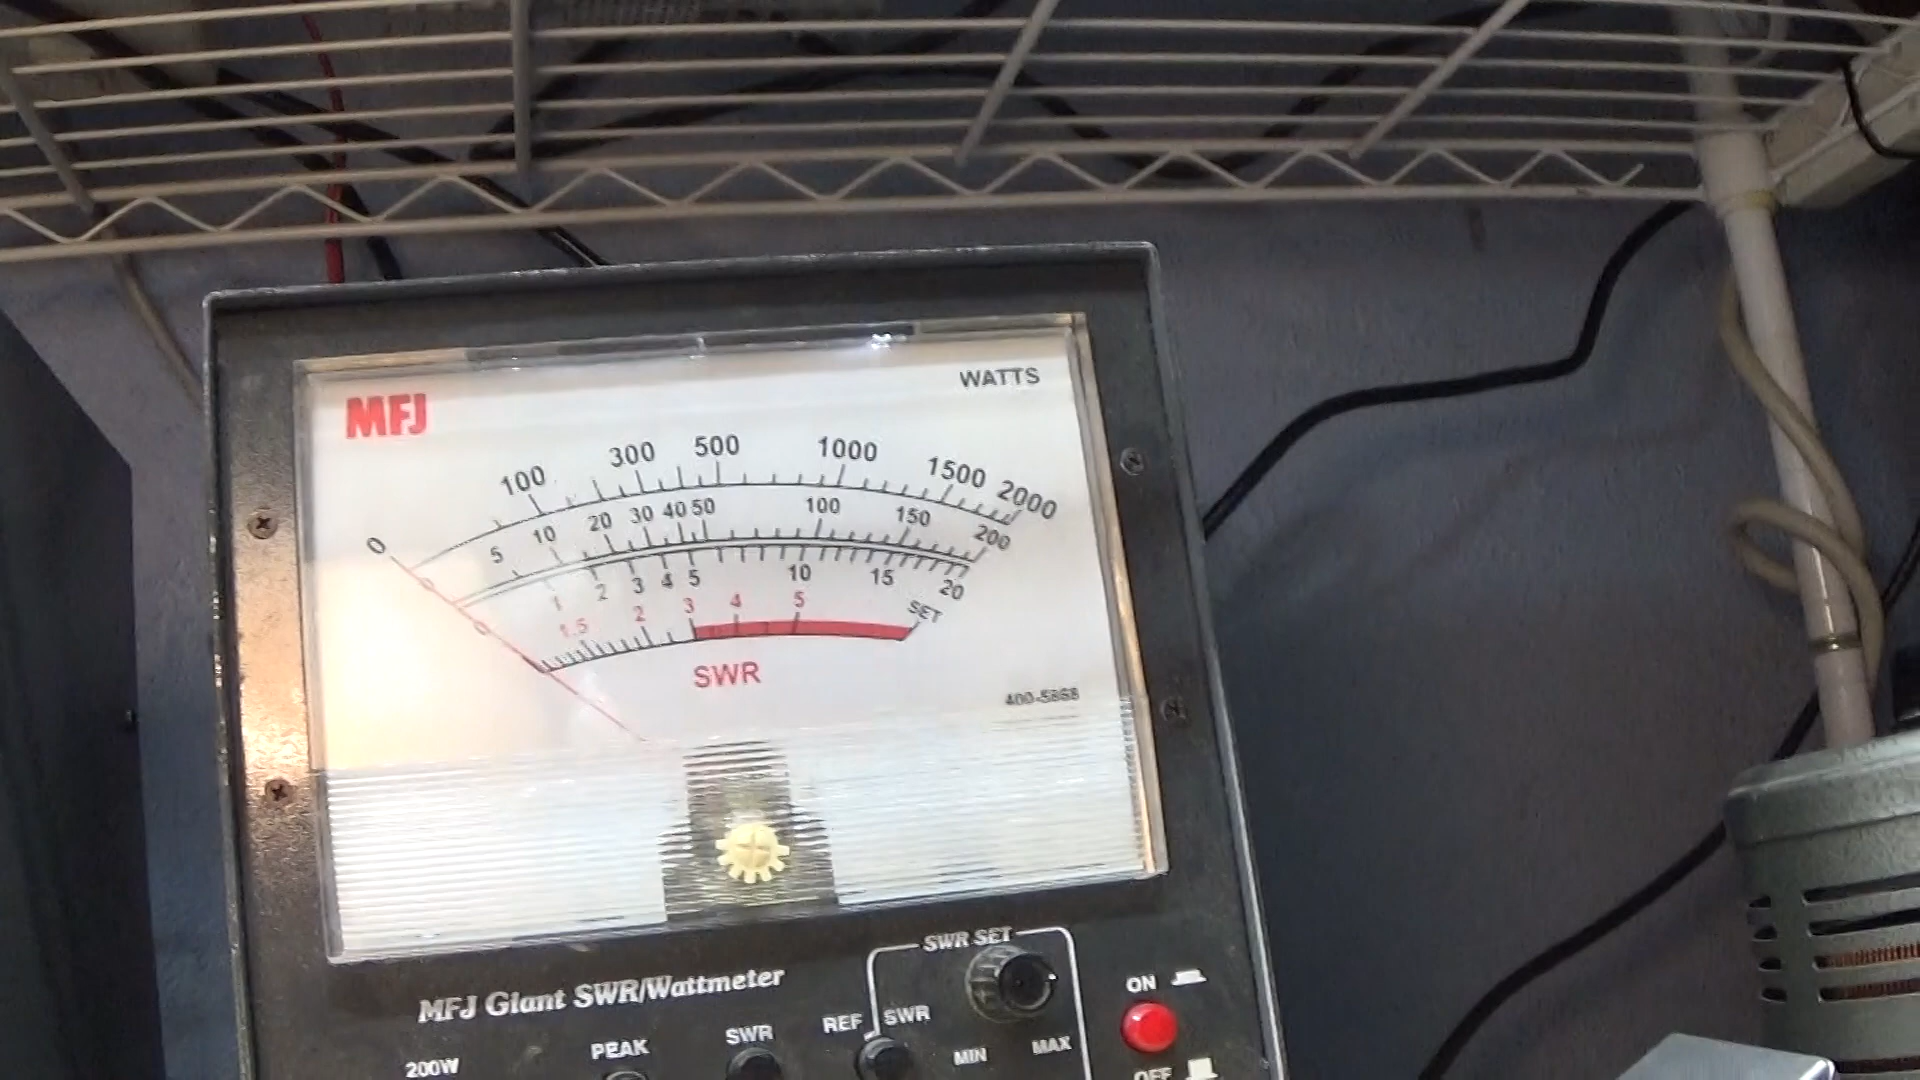 MFJ
WATTS
0 100 300 500 1000 1500 2000
0 5 10 20 30 40 50 100 150 200
0 1 2 3 4 5 10 15 20
1.5 2 3 4 5 SET
SWR
400-5868
SWR SET
MFJ Giant SWR/Wattmeter
200W PEAK SWR REF SWR MIN MAX
ON
OFF